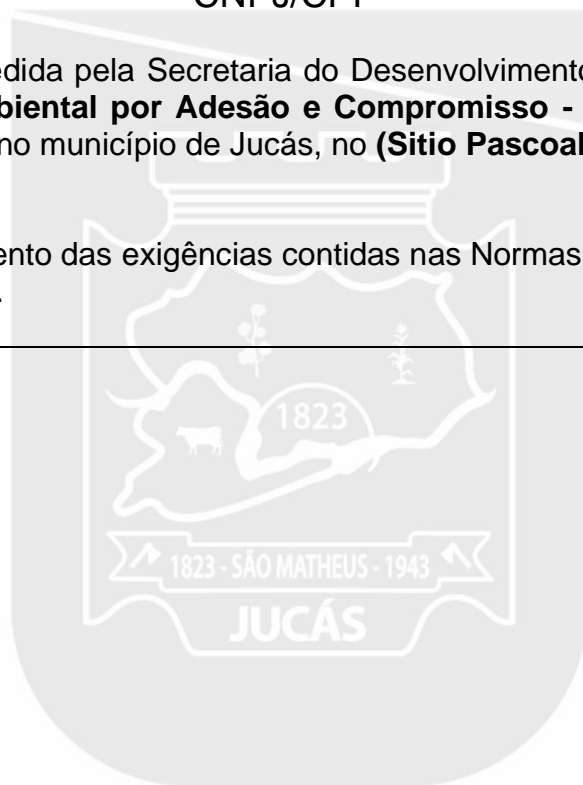 edida pela Secretaria do Desenvolvimento
biental por Adesão e Compromisso -
no município de Jucás, no (Sitio Pascoal
ento das exigências contidas nas Normas
.
1823
1823 - SÃO MATHEUS - 1943
JUCÁS